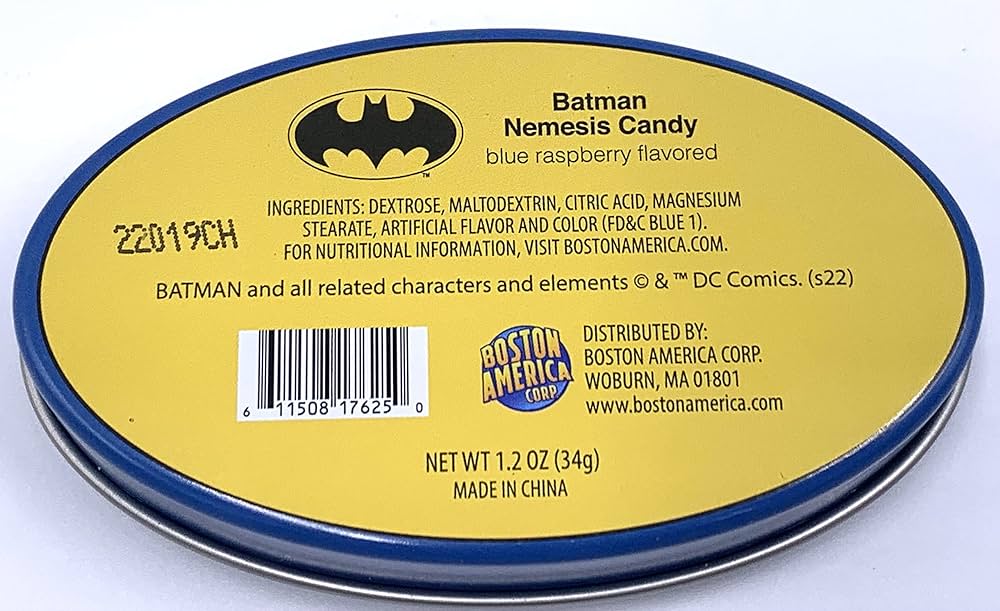 Batman
Nemesis Candy
blue raspberry flavored
TM
INGREDIENTS: DEXTROSE, MALTODEXTRIN, CITRIC ACID, MAGNESIUM
STEARATE, ARTIFICIAL FLAVOR AND COLOR (FD&C BLUE 1).
FOR NUTRITIONAL INFORMATION, VISIT BOSTONAMERICA.COM.
22019CH
BATMAN and all related characters and elements © & ™ DC Comics. (s22)
6 11508 17625 0
BOSTON
AMERICA
CORP
DISTRIBUTED BY:
BOSTON AMERICA CORP.
WOBURN, MA 01801
www.bostonamerica.com
NET WT 1.2 OZ (34g)
MADE IN CHINA